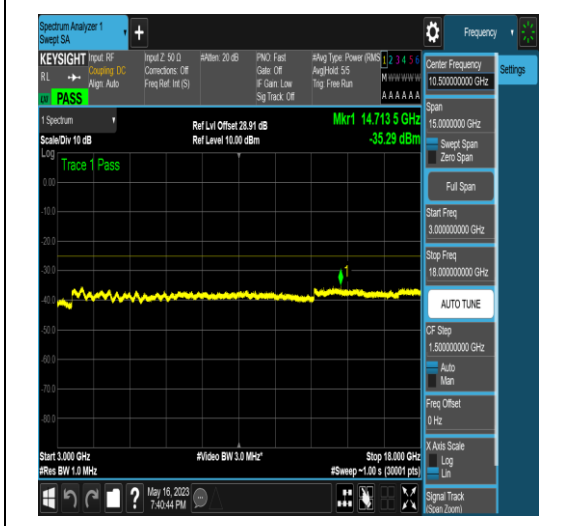 Spectrum Analyzer 1
Swept SA
+
Frequency
KEYSIGHT
RL
PASS
Input: RF
Coupling: DC
Align: Auto
Input Z: 50 Ω
Corrections: Off
Freq Ref: Int (S)
#Atten: 20 dB
PNO: Fast
Gate: Off
IF Gain: Low
Sig Track: Off
#Avg Type: Power (RMS
Avg|Hold: 5/5
Trig: Free Run
1 2 3 4 5 6
M W W W W W
A A A A A A
1 Spectrum
Scale/Div 10 dB
Ref Lvl Offset 28.91 dB
Ref Level 10.00 dBm
Mkr1 14.713 5 GHz
-35.29 dBm
Log
Trace 1 Pass
0.00
-10.0
-20.0
-30.0
-40.0
-50.0
-60.0
-70.0
-80.0
1
Start 3.000 GHz
#Res BW 1.0 MHz
#Video BW 3.0 MHz*
Stop 18.000 GHz
#Sweep ~1.00 s (30001 pts)
?
May 16, 2023
7:40:44 PM
Center Frequency
10.500000000 GHz
Settings
Span
15.0000000 GHz
Swept Span
Zero Span
Full Span
Start Freq
3.000000000 GHz
Stop Freq
18.000000000 GHz
AUTO TUNE
CF Step
1.500000000 GHz
Auto
Man
Freq Offset
0 Hz
X Axis Scale
Log
Lin
Signal Track
(Span Zoom)